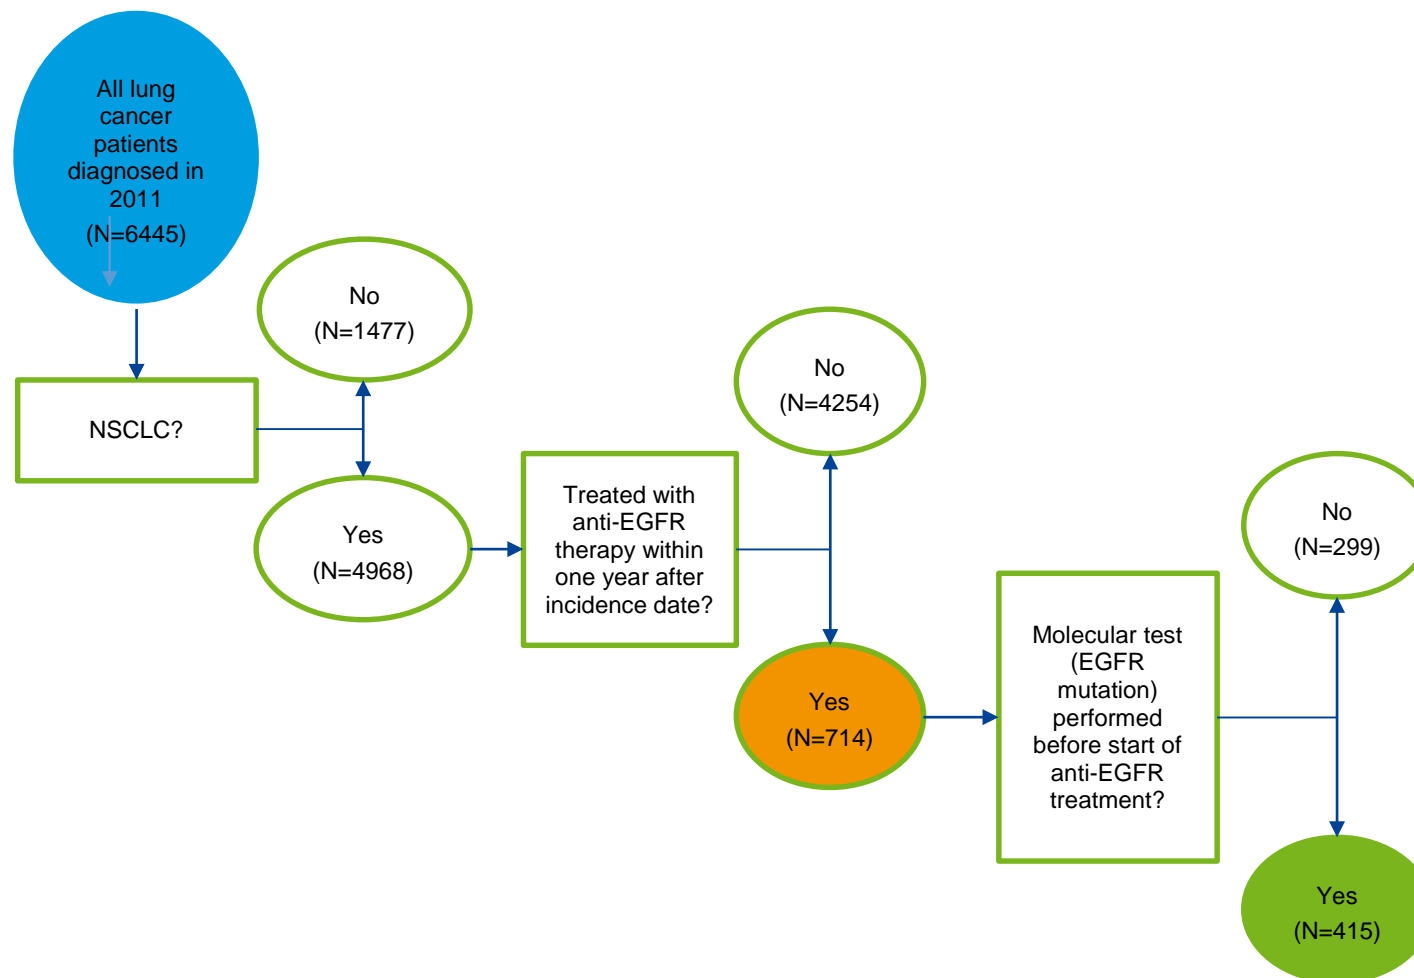 All lung
cancer
patients
diagnosed in
2011
(N=6445)
NSCLC?
No
(N=1477)
Yes
(N=4968)
Treated with
anti-EGFR
therapy within
one year after
incidence date?
No
(N=4254)
Yes
(N=714)
Molecular test
(EGFR
mutation)
performed
before start of
anti-EGFR
treatment?
No
(N=299)
Yes
(N=415)